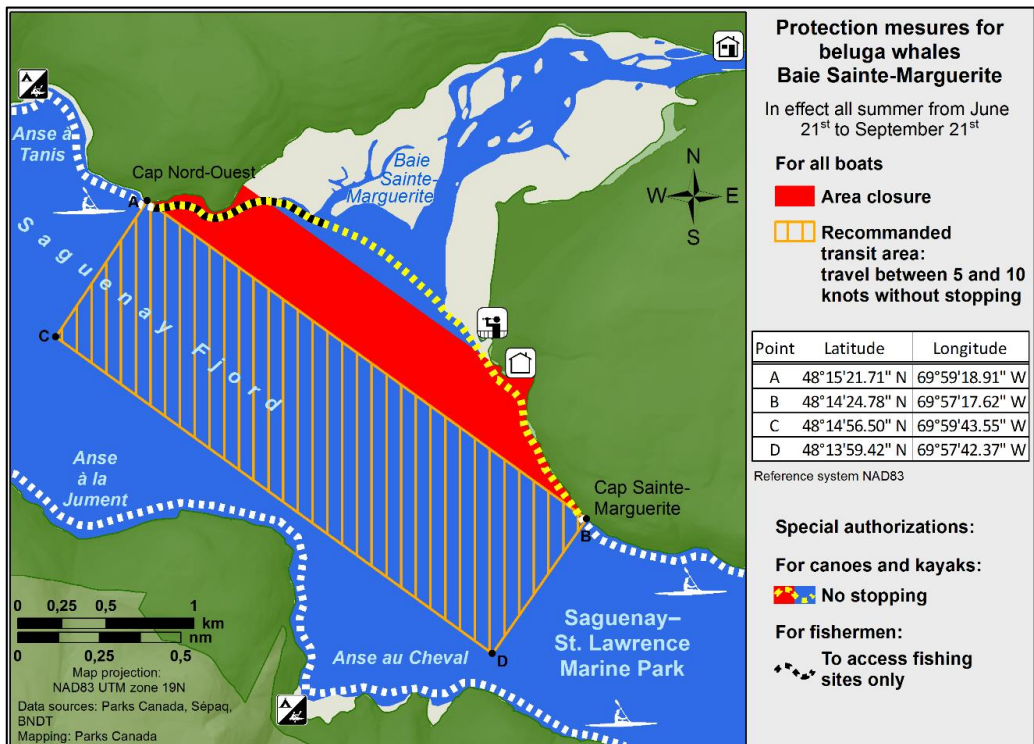 Protection mesures for
beluga whales
Baie Sainte-Marguerite
In effect all summer from June
21st to September 21st
For all boats
Area closure
Recommanded
transit area:
travel between 5 and 10
knots without stopping
Point Latitude Longitude
A 48°15'21.71" N 69°59'18.91" W
B 48°14'24.78" N 69°57'17.62" W
C 48°14'56.50" N 69°59'43.55" W
D 48°13'59.42" N 69°57'42.37" W
Reference system NAD83
Special authorizations:
For canoes and kayaks:
No stopping
For fishermen:
To access fishing
sites only
Anse à
Tanis
Cap Nord-Ouest
Baie
Sainte-
Marguerite
N
W E
S
A
Saguenay Fjord
C
Anse
à la
Jument
Cap Sainte-
Marguerite
B
Saguenay–
St. Lawrence
Marine Park
Anse au Cheval
D
0 0,25 0,5 1
km
nm
0 0,25 0,5
Map projection:
NAD83 UTM zone 19N
Data sources: Parks Canada, Sépaq,
BNDT
Mapping: Parks Canada